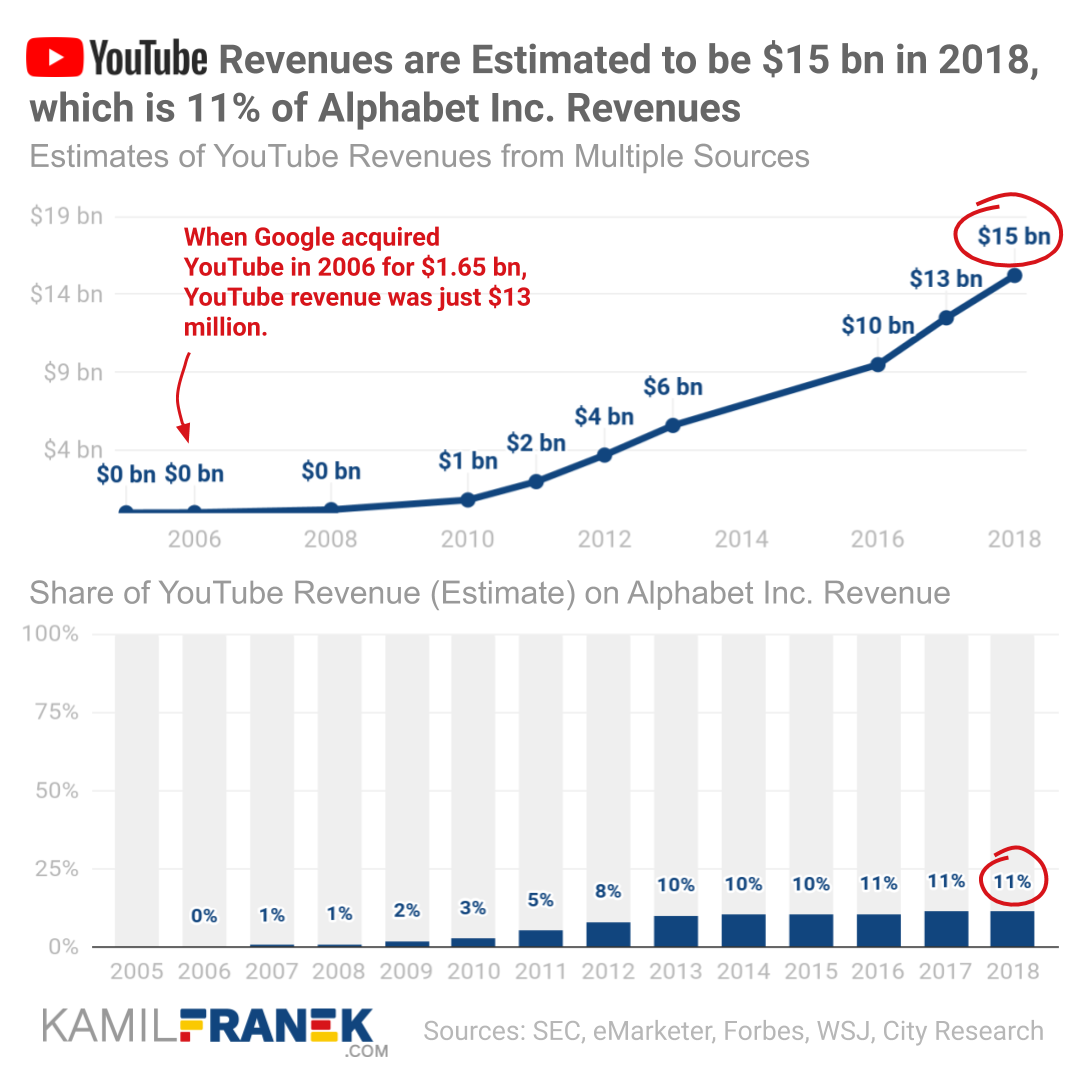 YouTube Revenues are Estimated to be $15 bn in 2018,
which is 11% of Alphabet Inc. Revenues
Estimates of YouTube Revenues from Multiple Sources
$19 bn
$14 bn
$9 bn
$4 bn
When Google acquired
YouTube in 2006 for $1.65 bn,
YouTube revenue was just $13
million.
$0 bn $0 bn $0 bn $1 bn $2 bn $4 bn $6 bn $10 bn $13 bn $15 bn
2006 2008 2010 2012 2014 2016 2018
Share of YouTube Revenue (Estimate) on Alphabet Inc. Revenue
100%
75%
50%
25%
0%
0% 1% 1% 2% 3% 5% 8% 10% 10% 10% 11% 11% 11%
2005 2006 2007 2008 2009 2010 2011 2012 2013 2014 2015 2016 2017 2018
KAMILFRANEK
.COM
Sources: SEC, eMarketer, Forbes, WSJ, City Research